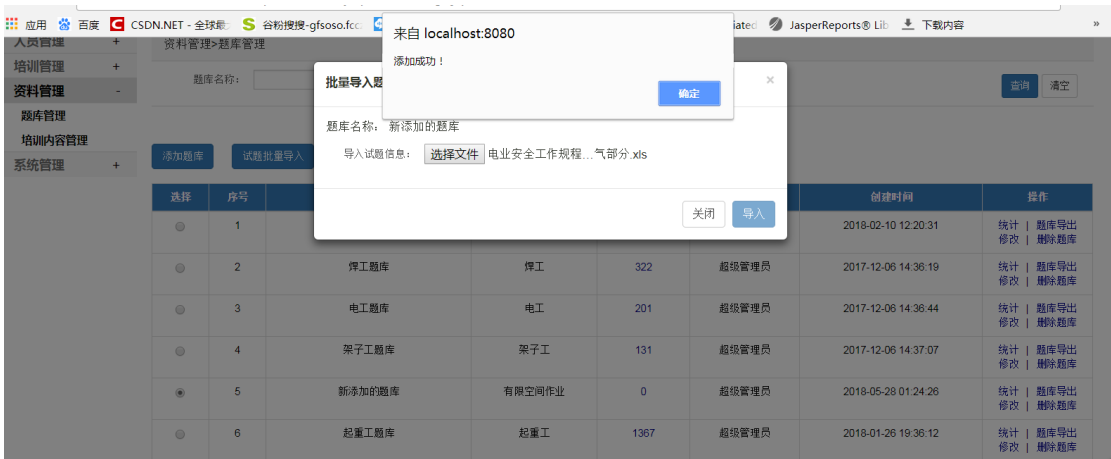 应用 百度 CSDN.NET - 全球最 谷粉搜搜-gfsoso.fcc iated JasperReports® Lib 下载内容 »
来自 localhost:8080
添加成功！
确定
人员管理 +
培训管理 +
资料管理 -
题库管理
培训内容管理
系统管理 +
资料管理>题库管理
题库名称：
查询 清空
批量导入题 ×
题库名称： 新添加的题库
导入试题信息： 选择文件 电业安全工作规程...气部分.xls
关闭 导入
添加题库 试题批量导入
选择 序号 创建时间 操作
1 2018-02-10 12:20:31 统计 | 题库导出
修改 | 删除题库
2 焊工题库 焊工 322 超级管理员 2017-12-06 14:36:19 统计 | 题库导出
修改 | 删除题库
3 电工题库 电工 201 超级管理员 2017-12-06 14:36:44 统计 | 题库导出
修改 | 删除题库
4 架子工题库 架子工 131 超级管理员 2017-12-06 14:37:07 统计 | 题库导出
修改 | 删除题库
5 新添加的题库 有限空间作业 0 超级管理员 2018-05-28 01:24:26 统计 | 题库导出
修改 | 删除题库
6 起重工题库 起重工 1367 超级管理员 2018-01-26 19:36:12 统计 | 题库导出
修改 | 删除题库